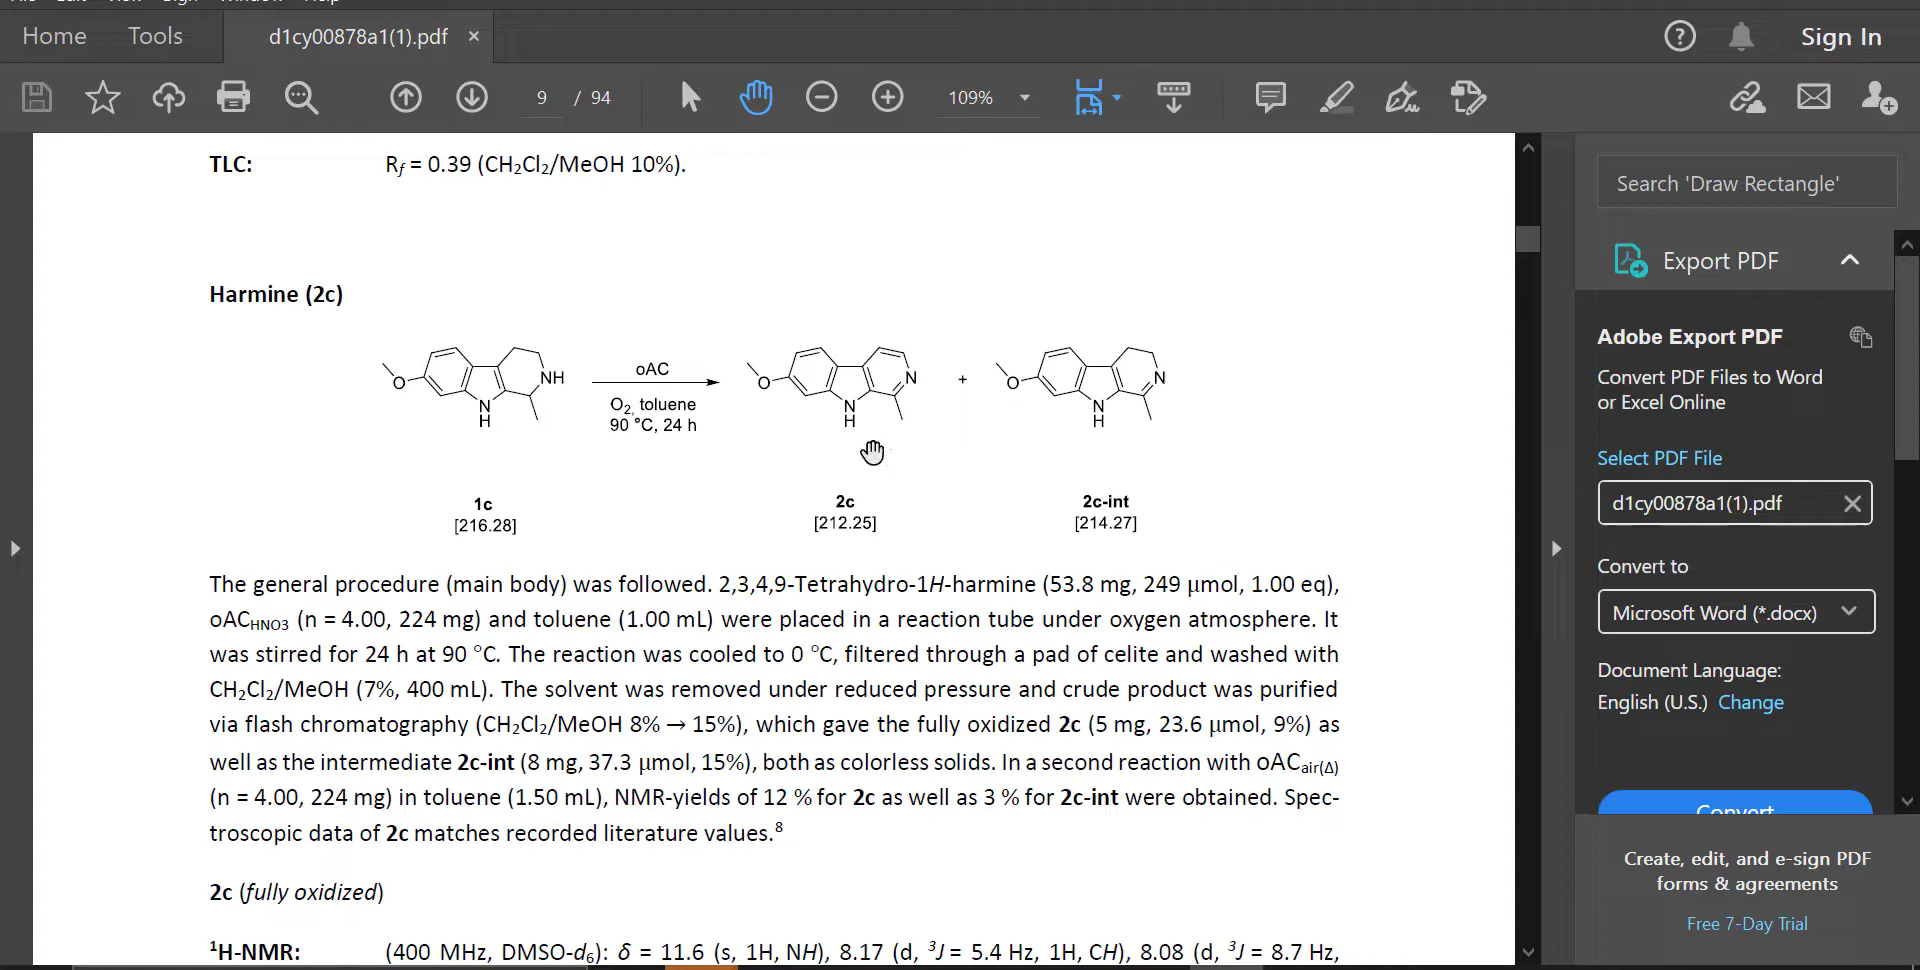 Home Tools d1cy00878a1(1).pdf × Sign In
9 / 94 109%
TLC: Rf = 0.39 (CH₂Cl₂/MeOH 10%).
Harmine (2c)
oAC
O₂, toluene
90 °C, 24 h
O NH N H
O N N H
+
O N N H
1c
[216.28]
2c
[212.25]
2c-int
[214.27]
The general procedure (main body) was followed. 2,3,4,9-Tetrahydro-1H-harmine (53.8 mg, 249 µmol, 1.00 eq),
oACHNO3 (n = 4.00, 224 mg) and toluene (1.00 mL) were placed in a reaction tube under oxygen atmosphere. It
was stirred for 24 h at 90 °C. The reaction was cooled to 0 °C, filtered through a pad of celite and washed with
CH₂Cl₂/MeOH (7%, 400 mL). The solvent was removed under reduced pressure and crude product was purified
via flash chromatography (CH₂Cl₂/MeOH 8% → 15%), which gave the fully oxidized 2c (5 mg, 23.6 µmol, 9%) as
well as the intermediate 2c-int (8 mg, 37.3 µmol, 15%), both as colorless solids. In a second reaction with oACair(Δ)
(n = 4.00, 224 mg) in toluene (1.50 mL), NMR-yields of 12 % for 2c as well as 3 % for 2c-int were obtained. Spec-
troscopic data of 2c matches recorded literature values.⁸
2c (fully oxidized)
¹H-NMR: (400 MHz, DMSO-d₆): δ = 11.6 (s, 1H, NH), 8.17 (d, ³J = 5.4 Hz, 1H, CH), 8.08 (d, ³J = 8.7 Hz,
Search 'Draw Rectangle'
Export PDF
Adobe Export PDF
Convert PDF Files to Word
or Excel Online
Select PDF File
d1cy00878a1(1).pdf
Convert to
Microsoft Word (*.docx)
Document Language:
English (U.S.) Change
Convert
Create, edit, and e-sign PDF
forms & agreements
Free 7-Day Trial